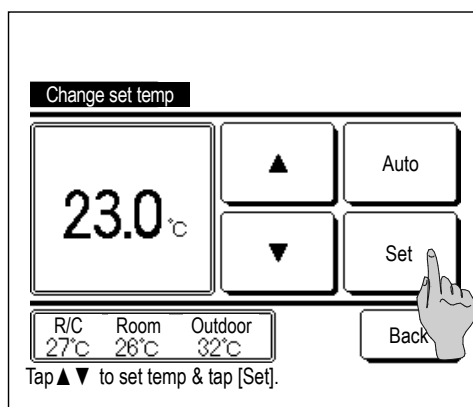 Change set temp
▲ Auto
23.0°C
▼ Set
R/C Room Outdoor
27°C 26°C 32°C
Back
Tap▲▼ to set temp & tap [Set].